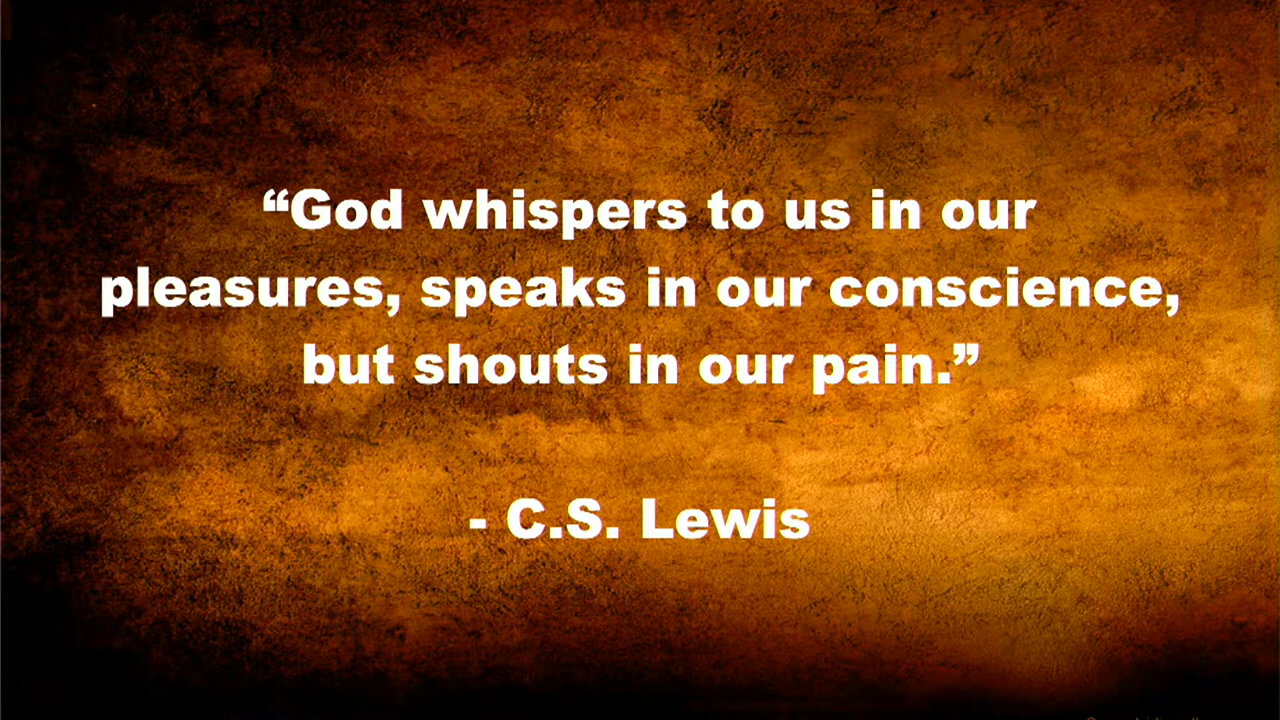 “God whispers to us in our
pleasures, speaks in our conscience,
but shouts in our pain.”
- C.S. Lewis